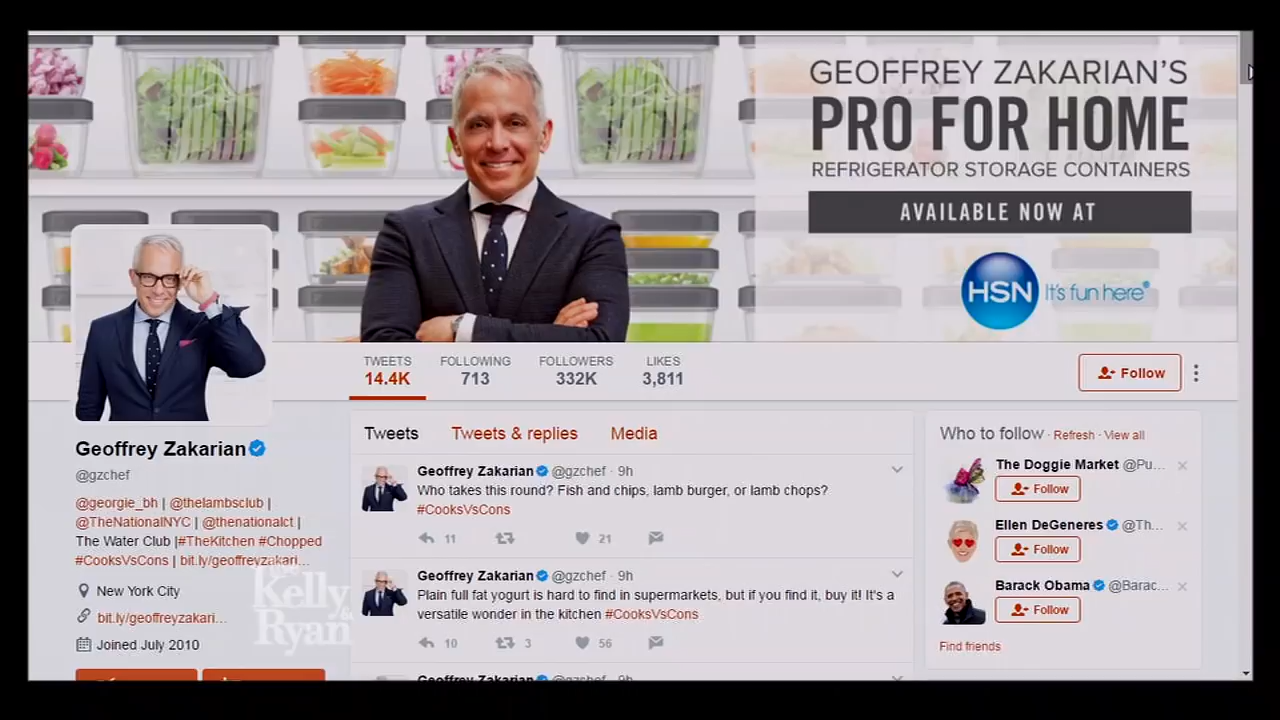 GEOFFREY ZAKARIAN'S
PRO FOR HOME
REFRIGERATOR STORAGE CONTAINERS
AVAILABLE NOW AT
HSN It's fun here®
TWEETS
14.4K
FOLLOWING
713
FOLLOWERS
332K
LIKES
3,811
Follow
Geoffrey Zakarian
@gzchef
@georgie_bh | @thelambsclub |
@TheNationalNYC | @thenationalct |
The Water Club |#TheKitchen #Chopped
#CooksVsCons | bit.ly/geoffreyzakari...
New York City
bit.ly/geoffreyzakari...
Joined July 2010
The
Kelly &
Ryan
Tweets Tweets & replies Media
Geoffrey Zakarian @gzchef · 9h
Who takes this round? Fish and chips, lamb burger, or lamb chops?
#CooksVsCons
11 21
Geoffrey Zakarian @gzchef · 9h
Plain full fat yogurt is hard to find in supermarkets, but if you find it, buy it! It's a
versatile wonder in the kitchen #CooksVsCons
10 3 56
Geoffrey Zakarian @gzchef · 9h
Who to follow · Refresh · View all
The Doggie Market @Pu...
Follow
Ellen DeGeneres @Th...
Follow
Barack Obama @Barac...
Follow
Find friends